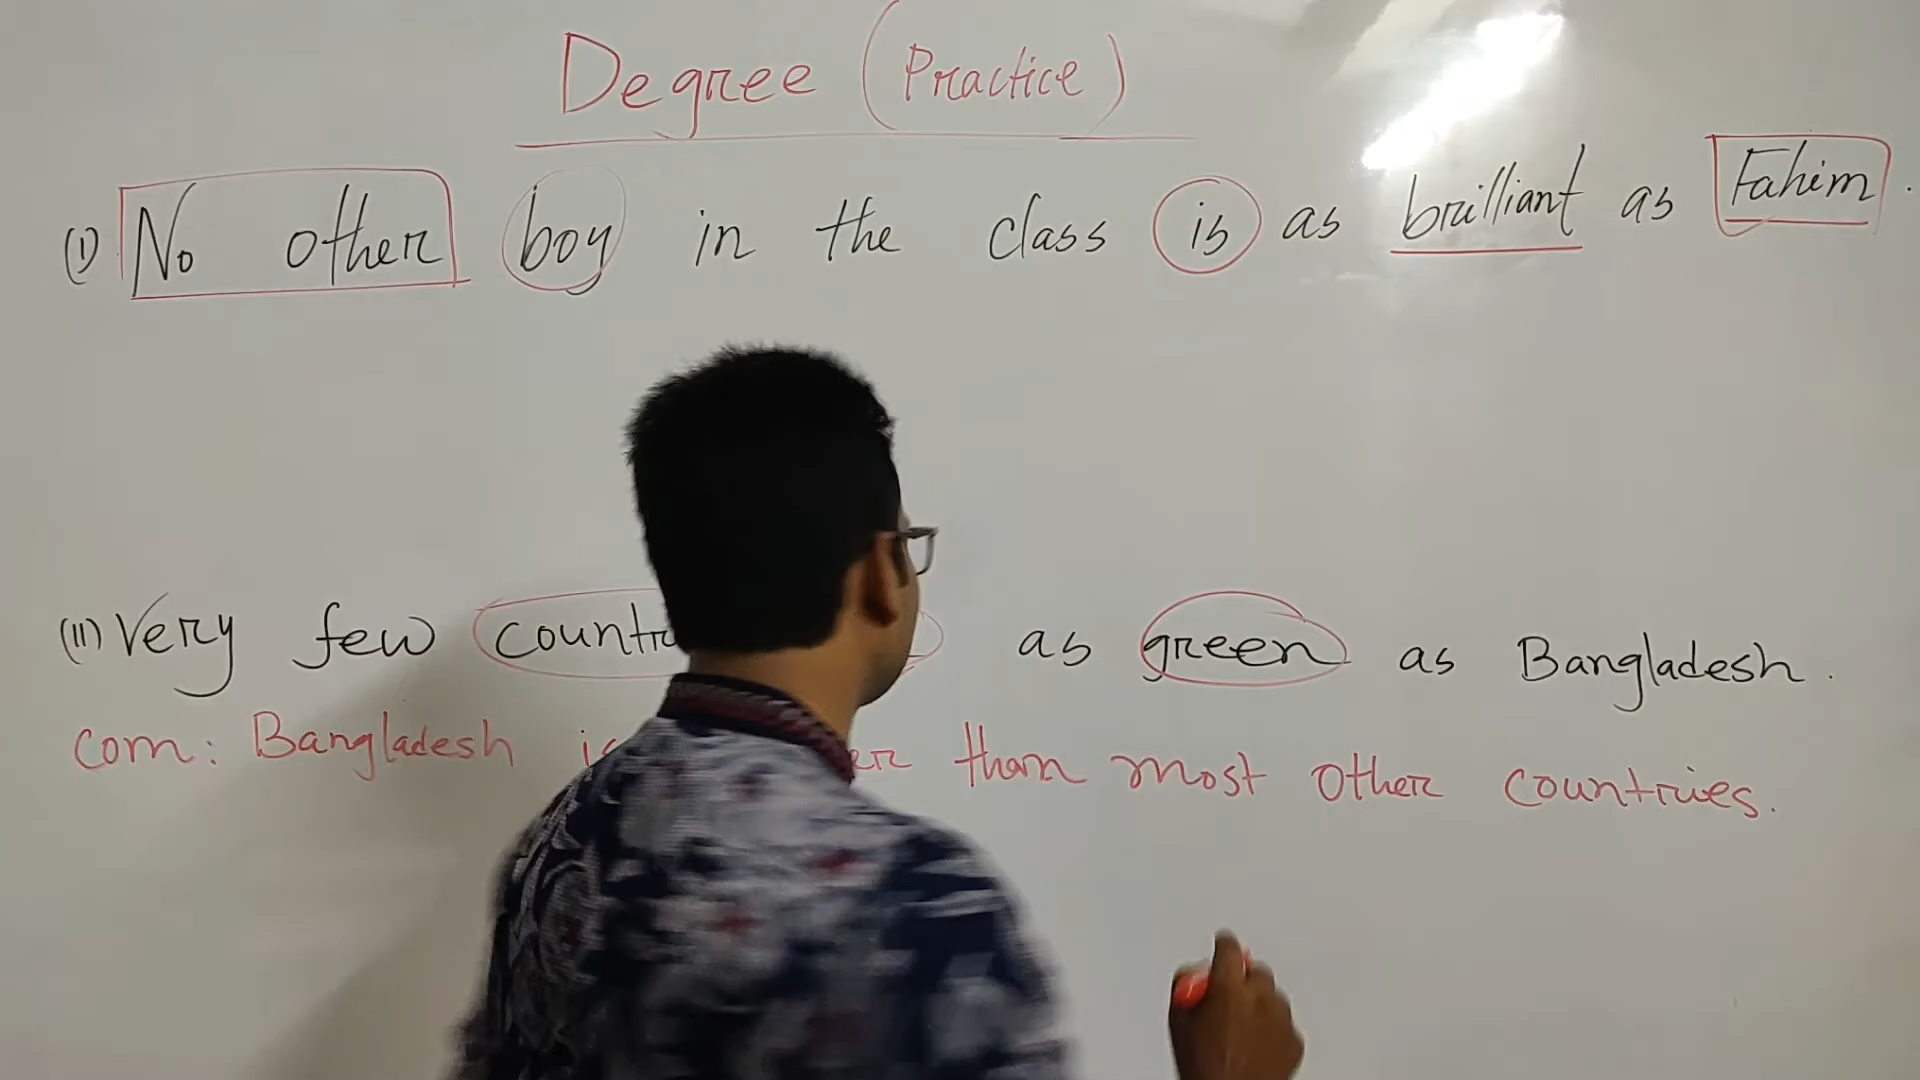 Degree (Practice)
(I) No other boy in the class is as brilliant as Fahim.
(II) Very few as green as Bangladesh.
com: Bangladesh is than most other countries.